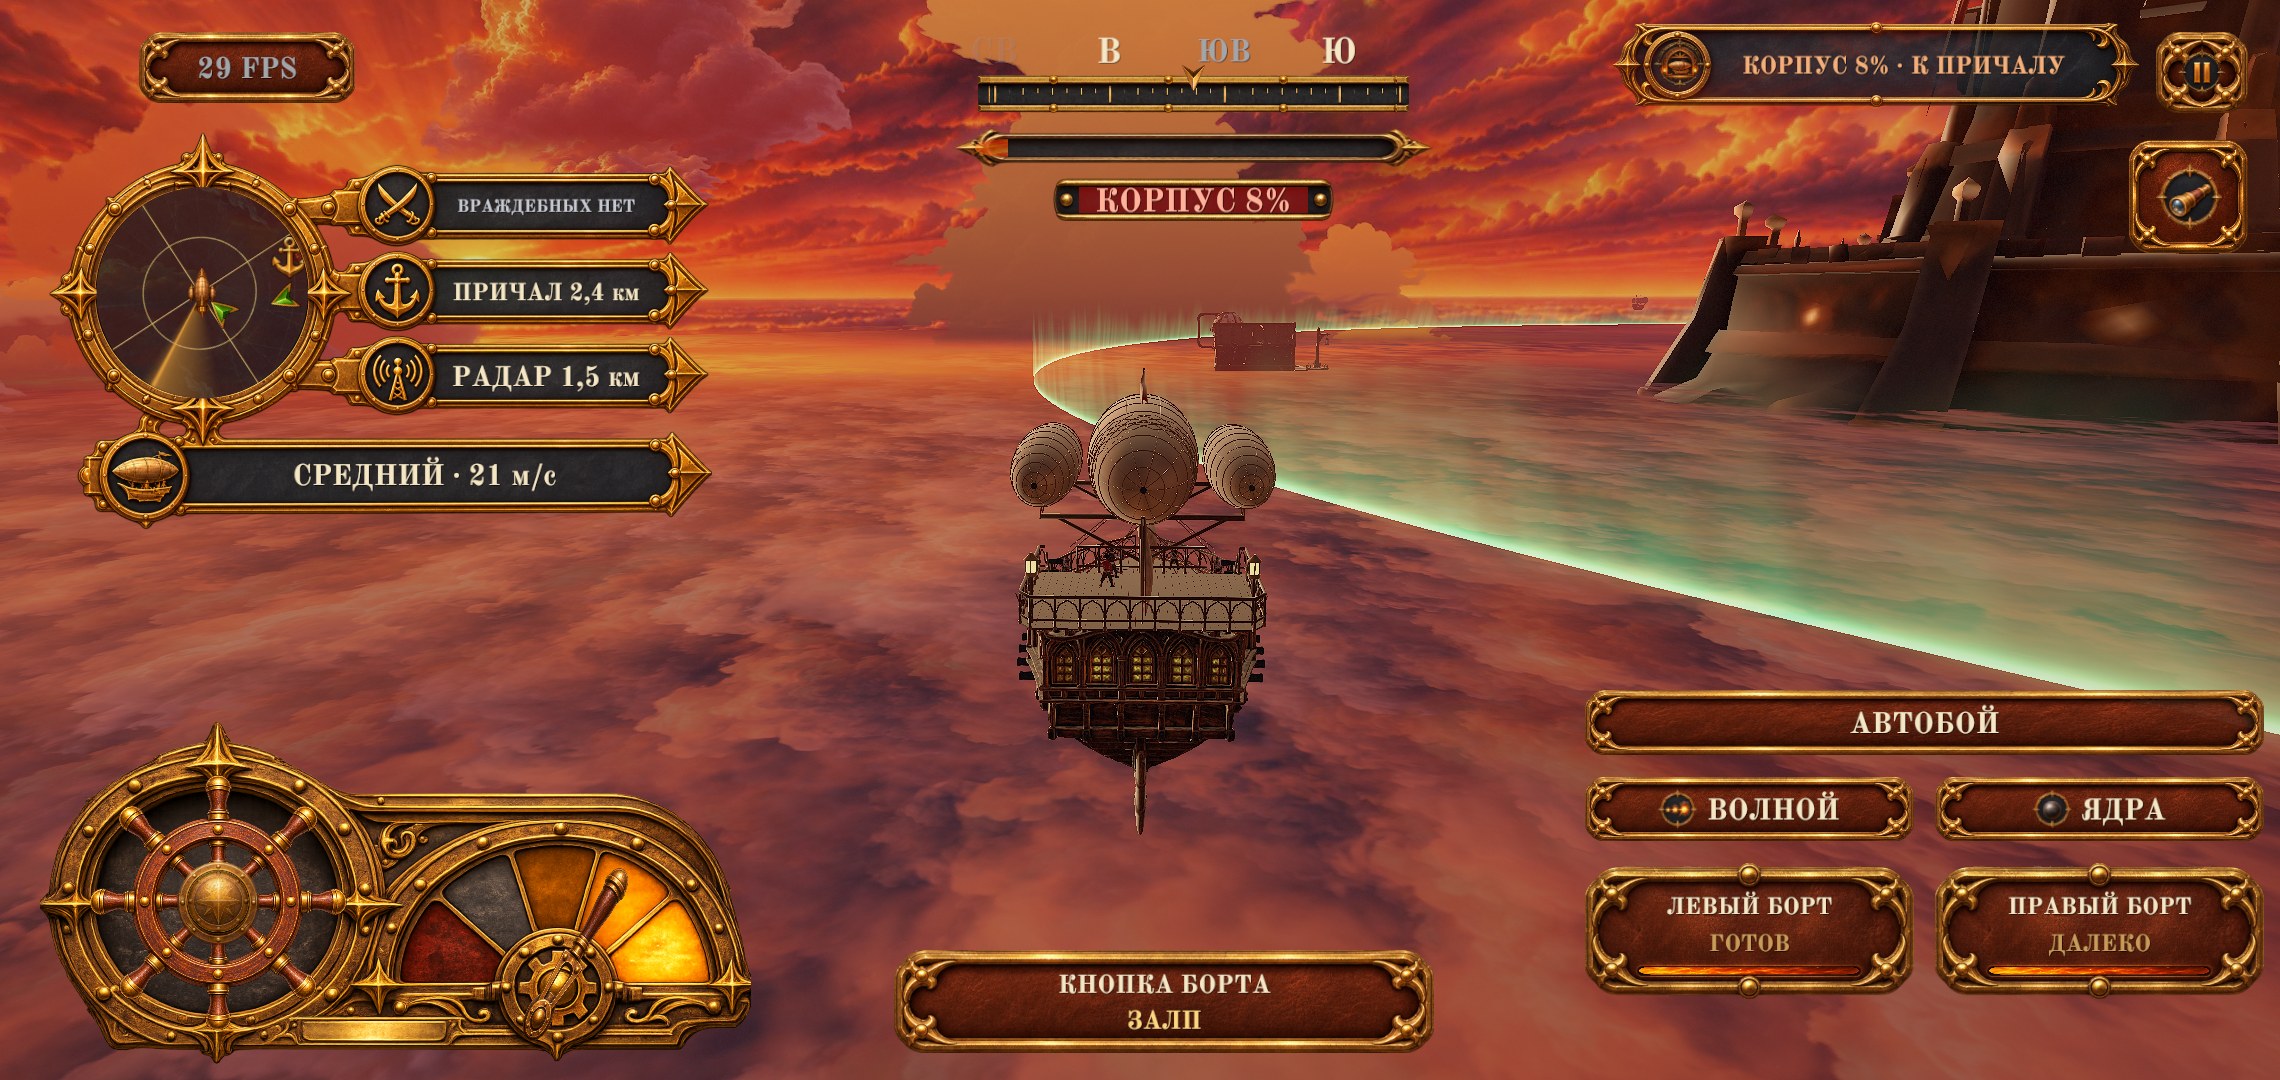 29 FPS
СВ В ЮВ Ю
КОРПУС 8% · К ПРИЧАЛУ
КОРПУС 8%
ВРАЖДЕБНЫХ НЕТ
ПРИЧАЛ 2,4 км
РАДАР 1,5 км
СРЕДНИЙ · 21 м/с
АВТОБОЙ
ВОЛНОЙ
ЯДРА
ЛЕВЫЙ БОРТ
ГОТОВ
ПРАВЫЙ БОРТ
ДАЛЕКО
КНОПКА БОРТА
ЗАЛП